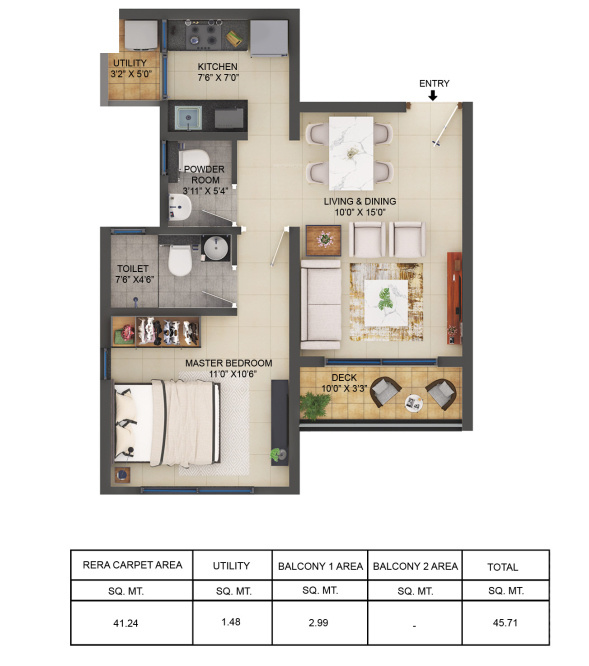 UTILITY
3'2" X 5'0"
KITCHEN
7'6" X 7'0"
ENTRY
POWDER
ROOM
3'11" X 5'4"
LIVING & DINING
10'0" X 15'0"
TOILET
7'6" X4'6"
MASTER BEDROOM
11'0" X10'6"
DECK
10'0" X 3'3"
RERA CARPET AREA UTILITY BALCONY 1 AREA BALCONY 2 AREA TOTAL
SQ. MT. SQ. MT. SQ. MT. SQ. MT. SQ. MT.
41.24 1.48 2.99 - 45.71